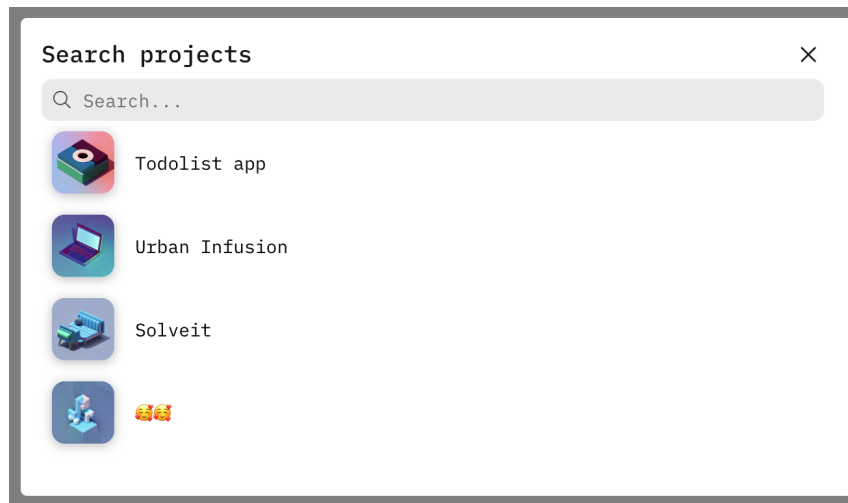 Search projects
Search...
Todolist app
Urban Infusion
Solveit
🥰🥰